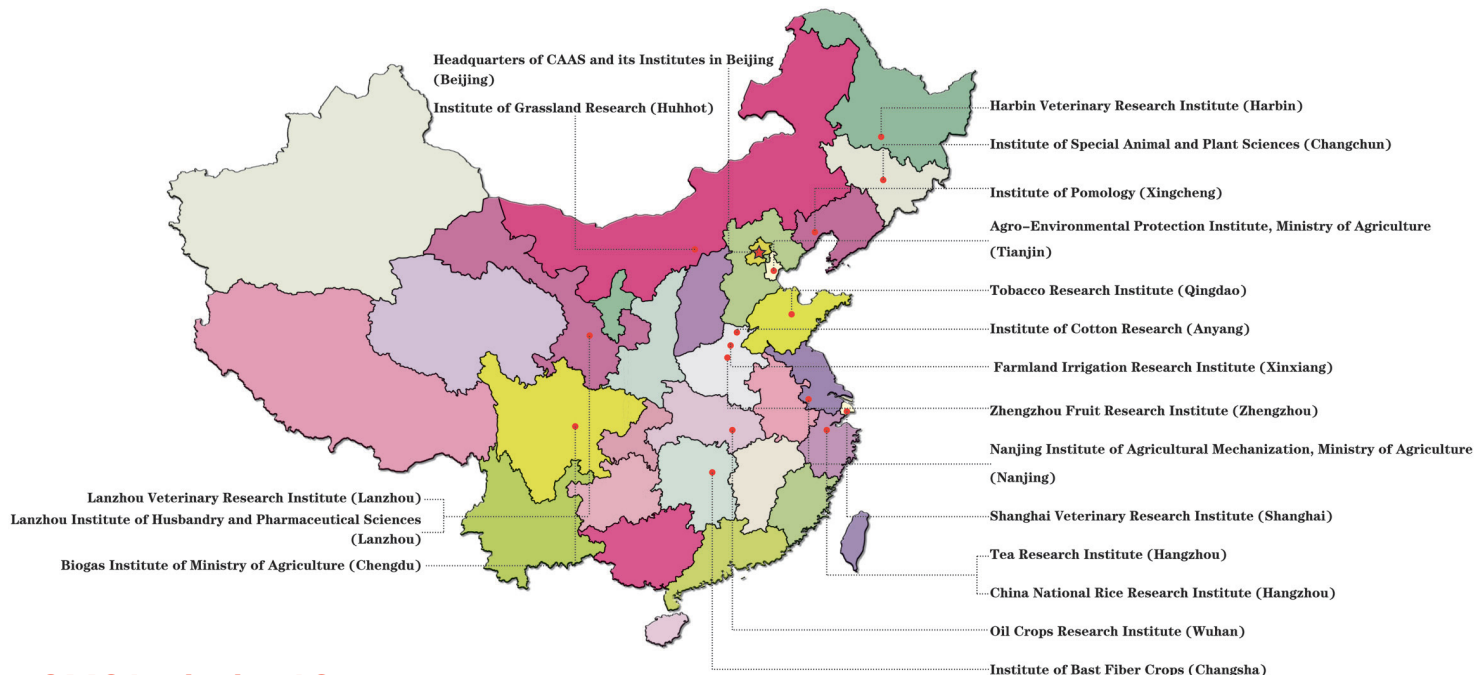 Headquarters of CAAS and its Institutes in Beijing
(Beijing)
Institute of Grassland Research (Huhhot)
Harbin Veterinary Research Institute (Harbin)
Institute of Special Animal and Plant Sciences (Changchun)
Institute of Pomology (Xingcheng)
Agro-Environmental Protection Institute, Ministry of Agriculture
(Tianjin)
Tobacco Research Institute (Qingdao)
Institute of Cotton Research (Anyang)
Farmland Irrigation Research Institute (Xinxiang)
Zhengzhou Fruit Research Institute (Zhengzhou)
Nanjing Institute of Agricultural Mechanization, Ministry of Agriculture
(Nanjing)
Shanghai Veterinary Research Institute (Shanghai)
Tea Research Institute (Hangzhou)
China National Rice Research Institute (Hangzhou)
Oil Crops Research Institute (Wuhan)
Institute of Bast Fiber Crops (Changsha)
Lanzhou Veterinary Research Institute (Lanzhou)
Lanzhou Institute of Husbandry and Pharmaceutical Sciences
(Lanzhou)
Biogas Institute of Ministry of Agriculture (Chengdu)